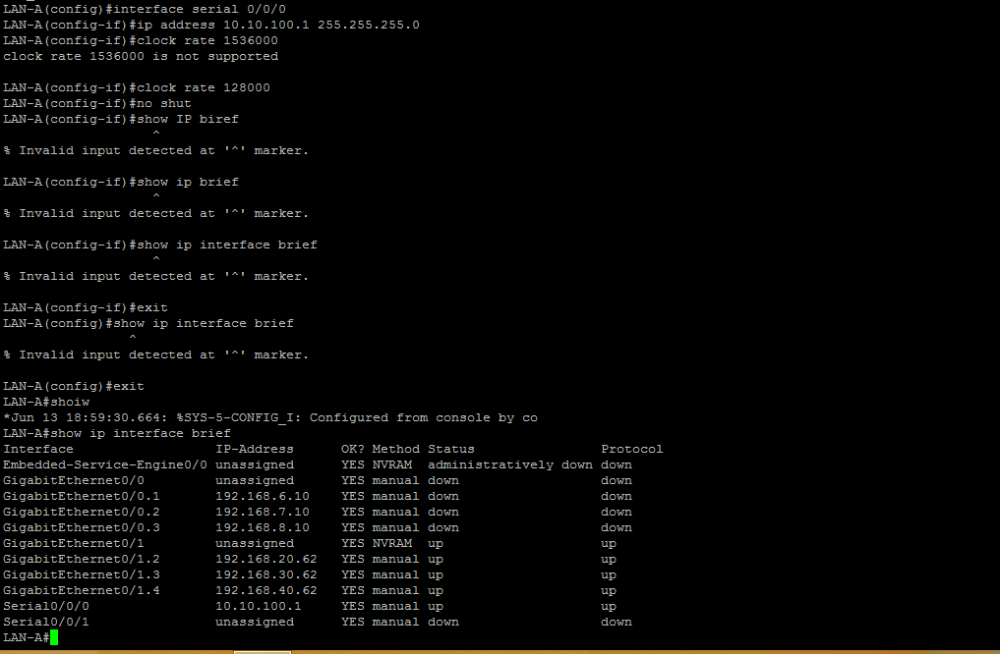 LAN-A(config)#interface serial 0/0/0
LAN-A(config-if)#ip address 10.10.100.1 255.255.255.0
LAN-A(config-if)#clock rate 1536000
clock rate 1536000 is not supported
LAN-A(config-if)#clock rate 128000
LAN-A(config-if)#no shut
LAN-A(config-if)#show IP biref
^
% Invalid input detected at '^' marker.
LAN-A(config-if)#show ip brief
^
% Invalid input detected at '^' marker.
LAN-A(config-if)#show ip interface brief
^
% Invalid input detected at '^' marker.
LAN-A(config-if)#exit
LAN-A(config)#show ip interface brief
^
% Invalid input detected at '^' marker.
LAN-A(config)#exit
LAN-A#shoiw
*Jun 13 18:59:30.664: %SYS-5-CONFIG_I: Configured from console by co
LAN-A#show ip interface brief
Interface IP-Address OK? Method Status Protocol
Embedded-Service-Engine0/0 unassigned YES NVRAM administratively down down
GigabitEthernet0/0 unassigned YES manual down down
GigabitEthernet0/0.1 192.168.6.10 YES manual down down
GigabitEthernet0/0.2 192.168.7.10 YES manual down down
GigabitEthernet0/0.3 192.168.8.10 YES manual down down
GigabitEthernet0/1 unassigned YES NVRAM up up
GigabitEthernet0/1.2 192.168.20.62 YES manual up up
GigabitEthernet0/1.3 192.168.30.62 YES manual up up
GigabitEthernet0/1.4 192.168.40.62 YES manual up up
Serial0/0/0 10.10.100.1 YES manual up up
Serial0/0/1 unassigned YES manual down down
LAN-A#